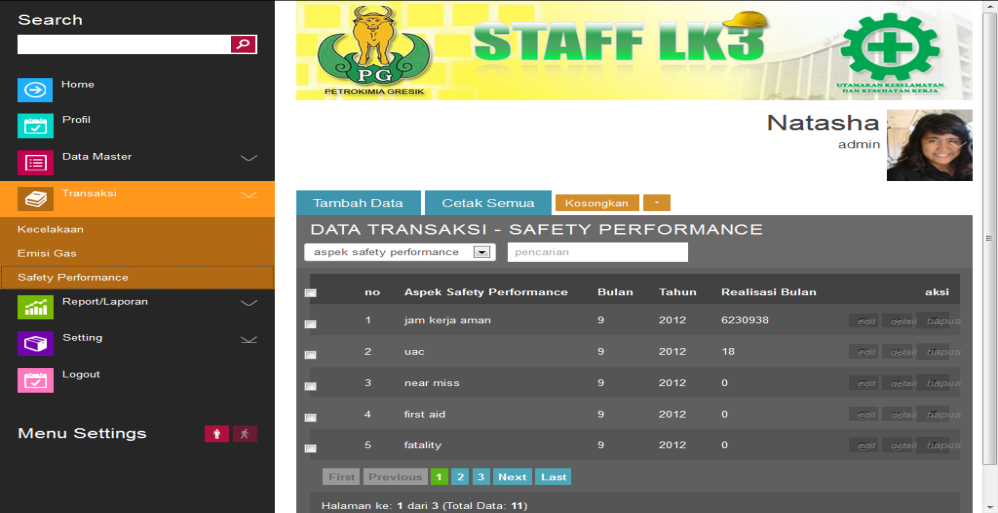 Search
Home
Profil
Data Master
Transaksi
Kecelakaan
Emisi Gas
Safety Performance
Report/Laporan
Setting
Logout
Menu Settings
PG
PETROKIMIA GRESIK
STAFF LK3
UTAMAKAN KESELAMATAN
DAN KESEHATAN KERJA
Natasha
admin
Tambah Data Cetak Semua Kosongkan -
DATA TRANSAKSI - SAFETY PERFORMANCE
aspek safety performance pencarian
no Aspek Safety Performance Bulan Tahun Realisasi Bulan aksi
1 jam kerja aman 9 2012 6230938 edit detail hapus
2 uac 9 2012 18 edit detail hapus
3 near miss 9 2012 0 edit detail hapus
4 first aid 9 2012 0 edit detail hapus
5 fatality 9 2012 0 edit detail hapus
First Previous 1 2 3 Next Last
Halaman ke: 1 dari 3 (Total Data: 11)